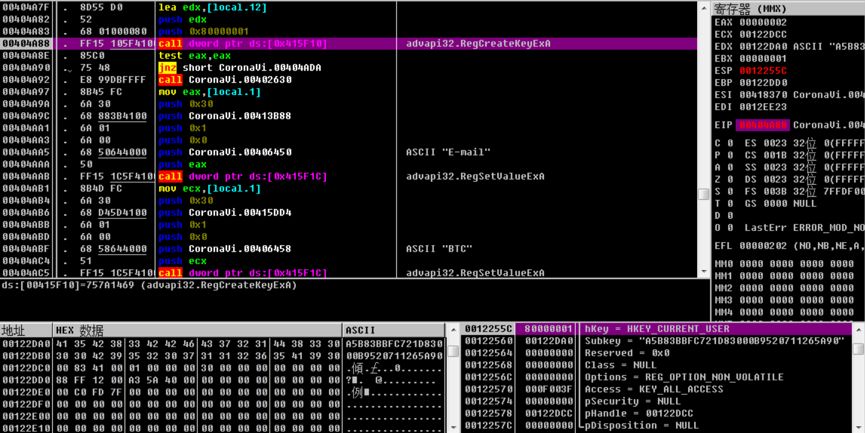 00404A7F . 8D55 D0 lea edx,[local.12]
00404A82 . 52 push edx
00404A83 . 68 01000080 push 0x80000001
00404A88 . FF15 105F4100 call dword ptr ds:[0x415F10] advapi32.RegCreateKeyExA
00404A8E . 85C0 test eax,eax
00404A90 . 75 48 jnz short CoronaVi.00404ADA
00404A92 . E8 99DBFFFF call CoronaVi.00402630
00404A97 . 8B45 FC mov eax,[local.1]
00404A9A . 6A 30 push 0x30
00404A9C . 68 883B4100 push CoronaVi.00413B88
00404AA1 . 6A 01 push 0x1
00404AA3 . 6A 00 push 0x0
00404AA5 . 68 50644000 push CoronaVi.00406450 ASCII "E-mail"
00404AAA . 50 push eax
00404AAB . FF15 1C5F4100 call dword ptr ds:[0x415F1C] advapi32.RegSetValueExA
00404AB1 . 8B4D FC mov ecx,[local.1]
00404AB4 . 6A 30 push 0x30
00404AB6 . 68 D45D4100 push CoronaVi.00415DD4
00404ABB . 6A 01 push 0x1
00404ABD . 6A 00 push 0x0
00404ABF . 68 58644000 push CoronaVi.00406458 ASCII "BTC"
00404AC4 . 51 push ecx
00404AC5 . FF15 1C5F4100 call dword ptr ds:[0x415F1C] advapi32.RegSetValueExA
ds:[00415F10]=757A1469 (advapi32.RegCreateKeyExA)
寄存器 (MMX)
EAX 00000002
ECX 00122DCC
EDX 00122DA0 ASCII "A5B83
EBX 00000001
ESP 0012255C
EBP 00122DD0
ESI 00418370 CoronaVi.004
EDI 0012EE23
EIP 00404A88 CoronaVi.004
C 0 ES 0023 32位 0(FFFFF
P 0 CS 001B 32位 0(FFFFF
A 0 SS 0023 32位 0(FFFFF
Z 0 DS 0023 32位 0(FFFFF
S 0 FS 003B 32位 7FFDF00
T 0 GS 0000 NULL
D 0
O 0 LastErr ERROR_MOD_NO
EFL 00000202 (NO,NB,NE,A,
MM0 0000 0000 0000 0000
MM1 0000 0000 0000 0000
MM2 0000 0000 0000 0000
MM3 0000 0000 0000 0000
MM4 0000 0000 0000 0000
地址 HEX 数据 ASCII
00122DA0 41 35 42 38 33 42 42 46 43 37 32 31 44 38 33 30 A5B83BBFC721D830
00122DB0 30 30 42 39 35 32 30 37 31 31 32 36 35 41 39 30 00B9520711265A90
00122DC0 00 83 41 00 01 00 00 00 30 00 00 00 00 00 00 00
00122DD0 88 FF 12 00 A3 5A 40 00 00 00 00 00 00 00 00 00
00122DE0 00 C0 FD 7F 00 00 00 00 00 00 00 00 00 00 00 00
00122DF0 00 00 00 00 00 00 00 00 00 00 00 00 00 00 00 00 ................
00122E00 00 00 00 00 00 00 00 00 00 00 00 00 00 00 00 00 ................
00122E10 00 00 00 00 00 00 00 00 00 00 00 00 00 00 00 00 ................
0012255C 80000001 hKey = HKEY_CURRENT_USER
00122560 00122DA0 Subkey = "A5B83BBFC721D83000B9520711265A90"
00122564 00000000 Reserved = 0x0
00122568 00000000 Class = NULL
0012256C 00000000 Options = REG_OPTION_NON_VOLATILE
00122570 000F003F Access = KEY_ALL_ACCESS
00122574 00000000 pSecurity = NULL
00122578 00122DCC pHandle = 00122DCC
0012257C 00000000 pDisposition = NULL